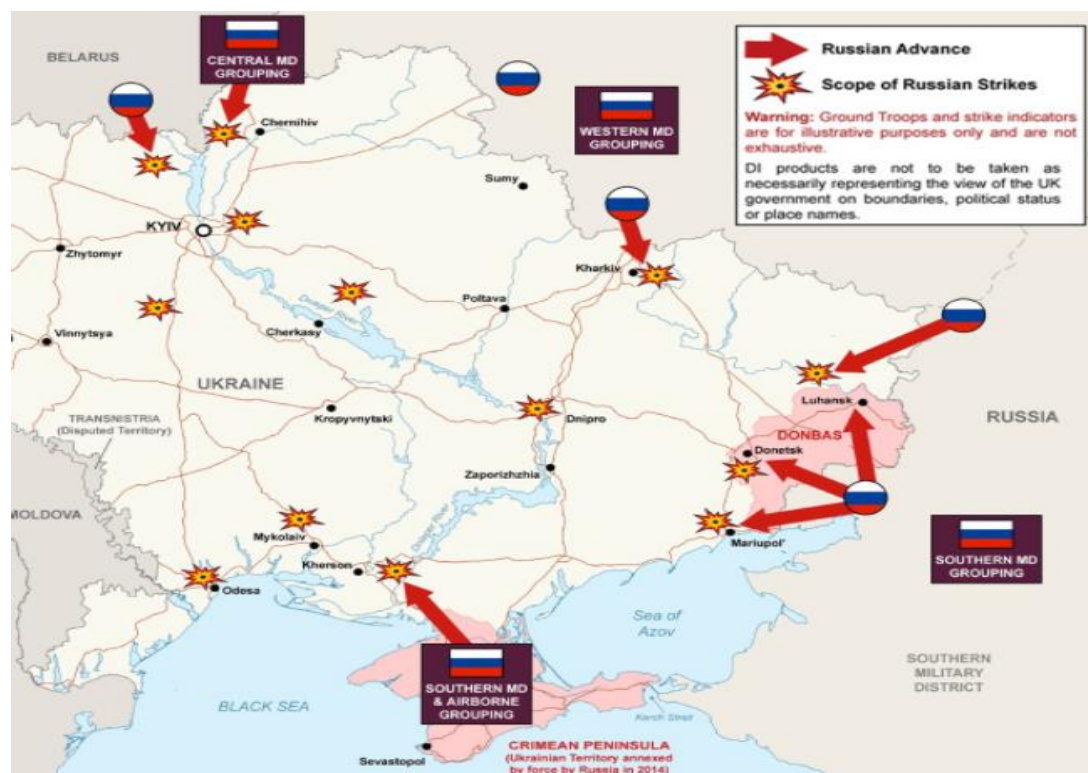 BELARUS
CENTRAL MD
GROUPING
Russian Advance
Scope of Russian Strikes
Warning: Ground Troops and strike indicators
are for illustrative purposes only and are not
exhaustive.
DI products are not to be taken as
necessarily representing the view of the UK
government on boundaries, political status
or place names.
WESTERN MD
GROUPING
Chernihiv
Sumy
KYIV
Zhytomyr
Kharkiv
Poltava
Cherkasy
Vinnytsya
UKRAINE
TRANSNISTRIA
(Disputed Territory)
Kropyvnytski
Dnipro
Luhansk
RUSSIA
DONBAS
Donetsk
Zaporizhzhia
MOLDOVA
Mykolaiv
Mariupol'
Kherson
Odesa
SOUTHERN MD
GROUPING
Sea of
Azov
SOUTHERN
MILITARY
DISTRICT
SOUTHERN MD
& AIRBORNE
GROUPING
BLACK SEA
Kerch Strait
Sevastopol
CRIMEAN PENINSULA
(Ukrainian Territory annexed
by force by Russia in 2014)